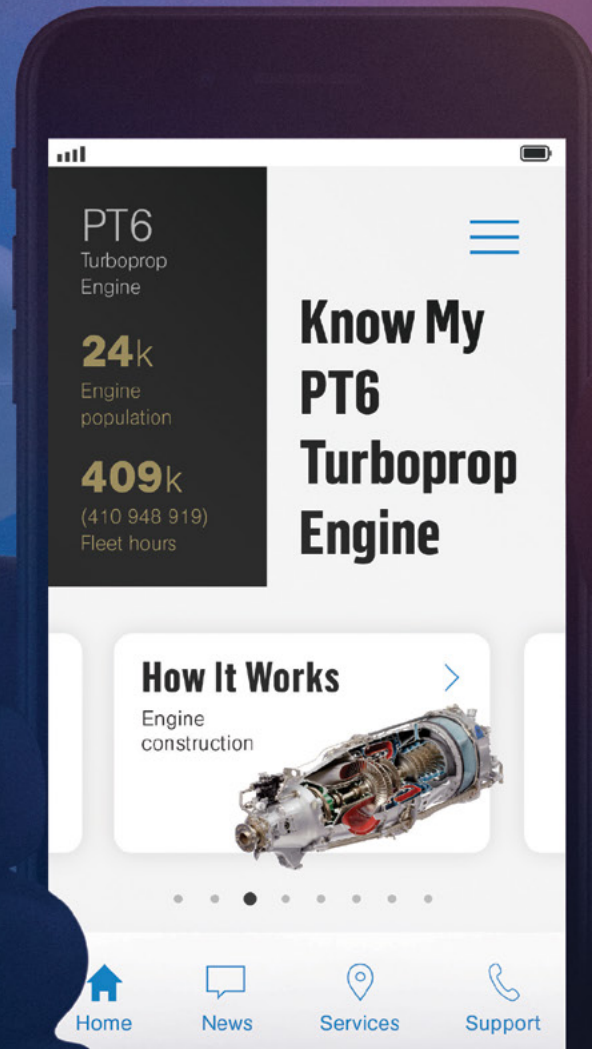 PT6
Turboprop
Engine
24k
Engine
population
409k
(410 948 919)
Fleet hours
Know My
PT6
Turboprop
Engine
How It Works
Engine
construction
Home
News
Services
Support